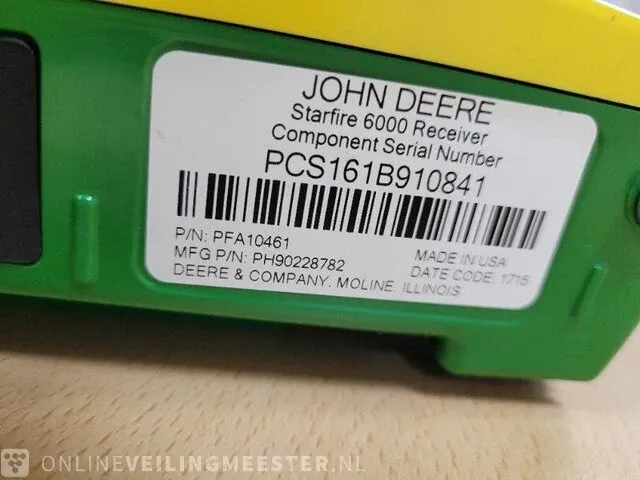 JOHN DEERE
Starfire 6000 Receiver
Component Serial Number
PCS161B910841
P/N: PFA10461
MFG P/N: PH90228782
DEERE & COMPANY, MOLINE, ILLINOIS
MADE IN USA
DATE CODE: 1715
ONLINEVEILINGMEESTER.NL